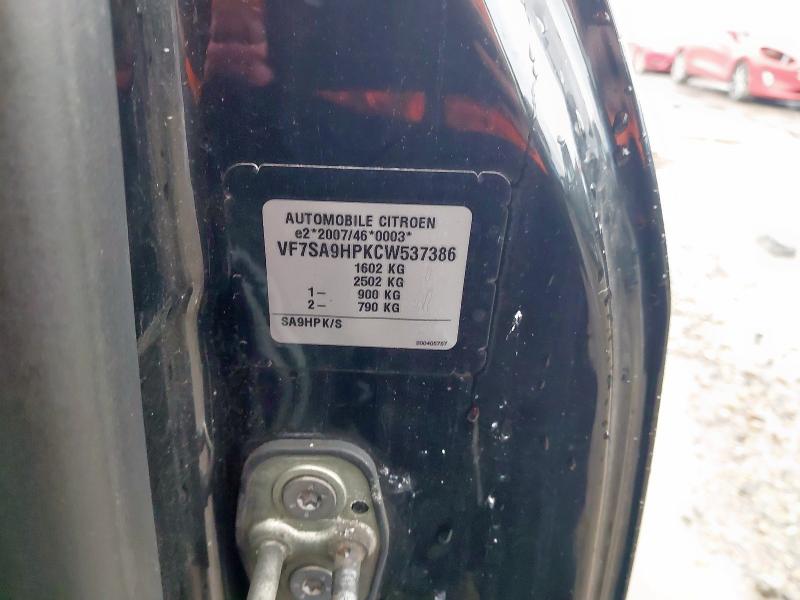 AUTOMOBILE CITROEN
e2*2007/46*0003*
VF7SA9HPKCW537386
1602 KG
2502 KG
1- 900 KG
2- 790 KG
SA9HPK/S